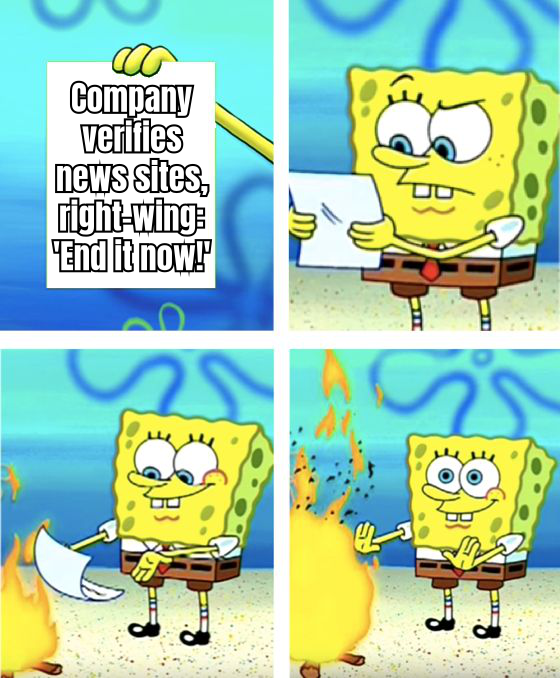 Company
verifies
news sites,
right-wing:
'End it now!'